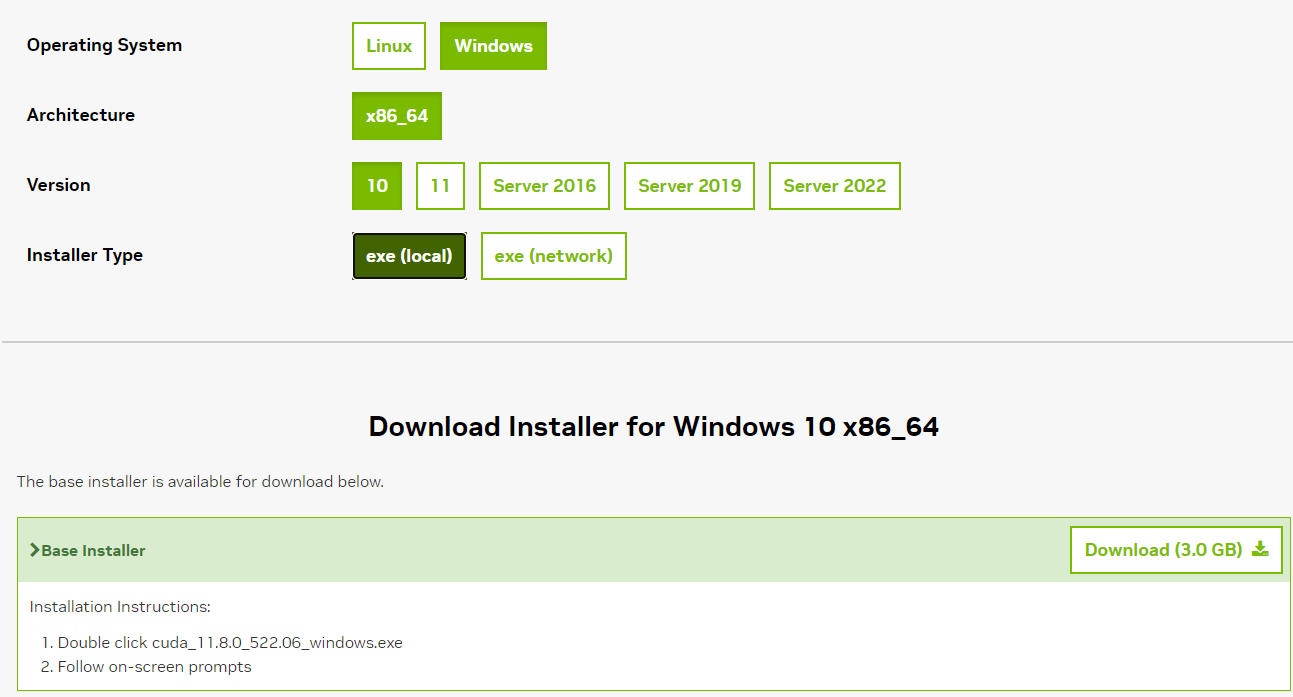 Operating System Linux Windows
Architecture x86_64
Version 10 11 Server 2016 Server 2019 Server 2022
Installer Type exe (local) exe (network)
Download Installer for Windows 10 x86_64
The base installer is available for download below.
Base Installer Download (3.0 GB)
Installation Instructions:
1. Double click cuda_11.8.0_522.06_windows.exe
2. Follow on-screen prompts